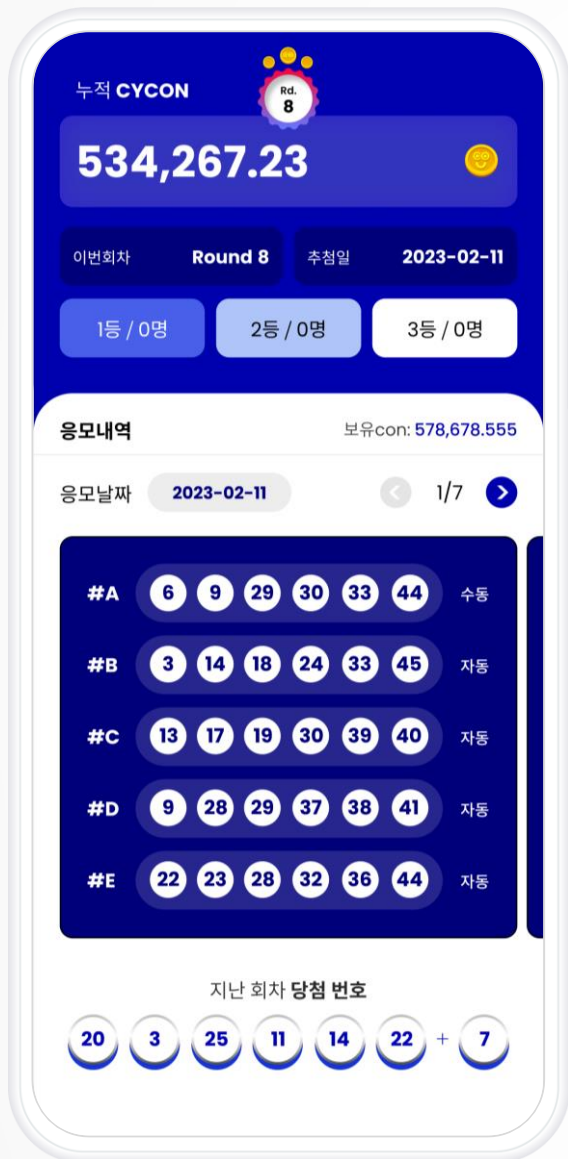 누적 CYCON
Rd.
8
534,267.23
이번회차 Round 8 추첨일 2023-02-11
1등 / 0명 2등 / 0명 3등 / 0명
응모내역 보유con: 578,678.555
응모날짜 2023-02-11 1/7
#A 6 9 29 30 33 44 수동
#B 3 14 18 24 33 45 자동
#C 13 17 19 30 39 40 자동
#D 9 28 29 37 38 41 자동
#E 22 23 28 32 36 44 자동
지난 회차 당첨 번호
20 3 25 11 14 22 + 7